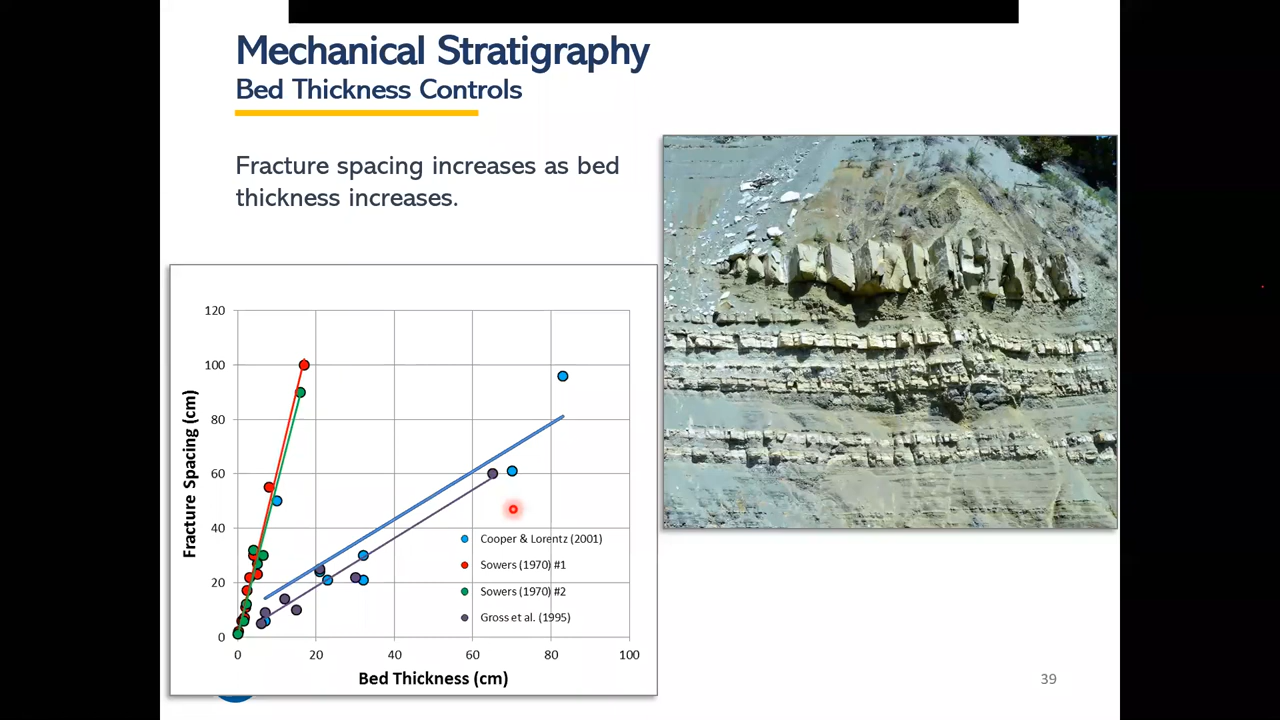 Mechanical Stratigraphy
Bed Thickness Controls
Fracture spacing increases as bed
thickness increases.
120
100
80
60
40
20
0
Fracture Spacing (cm)
0 20 40 60 80 100
Bed Thickness (cm)
Cooper & Lorentz (2001)
Sowers (1970) #1
Sowers (1970) #2
Gross et al. (1995)
39